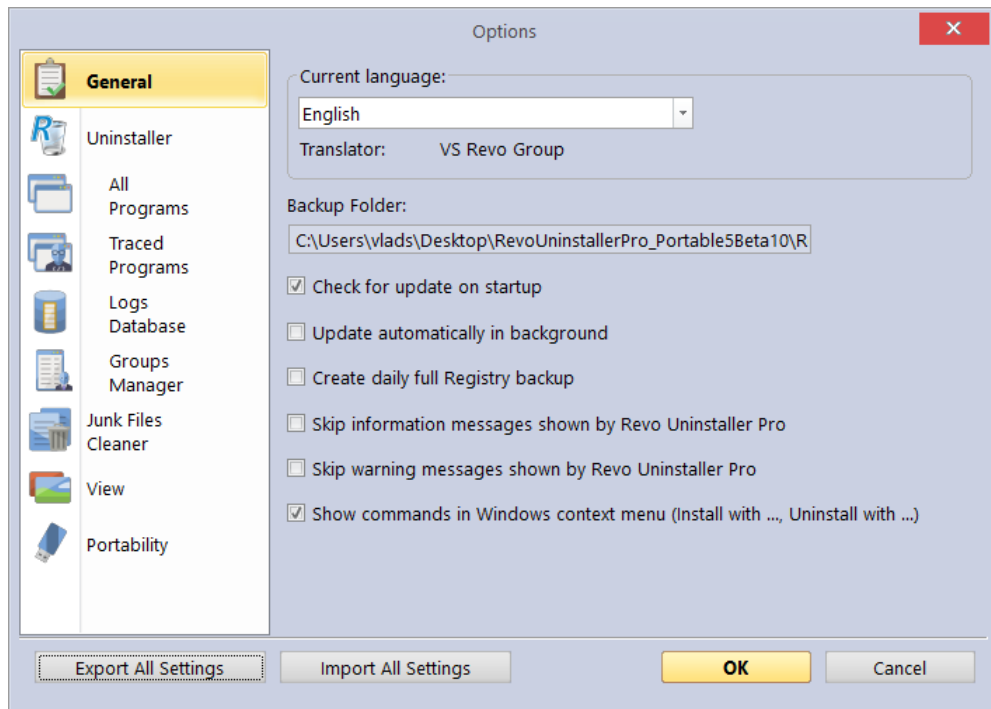 Options
General
Uninstaller
All
Programs
Traced
Programs
Logs
Database
Groups
Manager
Junk Files
Cleaner
View
Portability
Current language:
English
Translator: VS Revo Group
Backup Folder:
C:\Users\vlads\Desktop\RevoUninstallerPro_Portable5Beta10\R
Check for update on startup
Update automatically in background
Create daily full Registry backup
Skip information messages shown by Revo Uninstaller Pro
Skip warning messages shown by Revo Uninstaller Pro
Show commands in Windows context menu (Install with ..., Uninstall with ...)
Export All Settings
Import All Settings
OK
Cancel